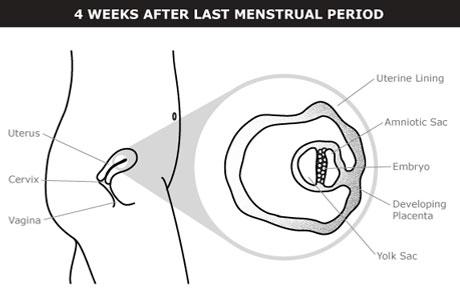 4 WEEKS AFTER LAST MENSTRUAL PERIOD
Uterus
Cervix
Vagina
Uterine Lining
Amniotic Sac
Embryo
Developing
Placenta
Yolk Sac